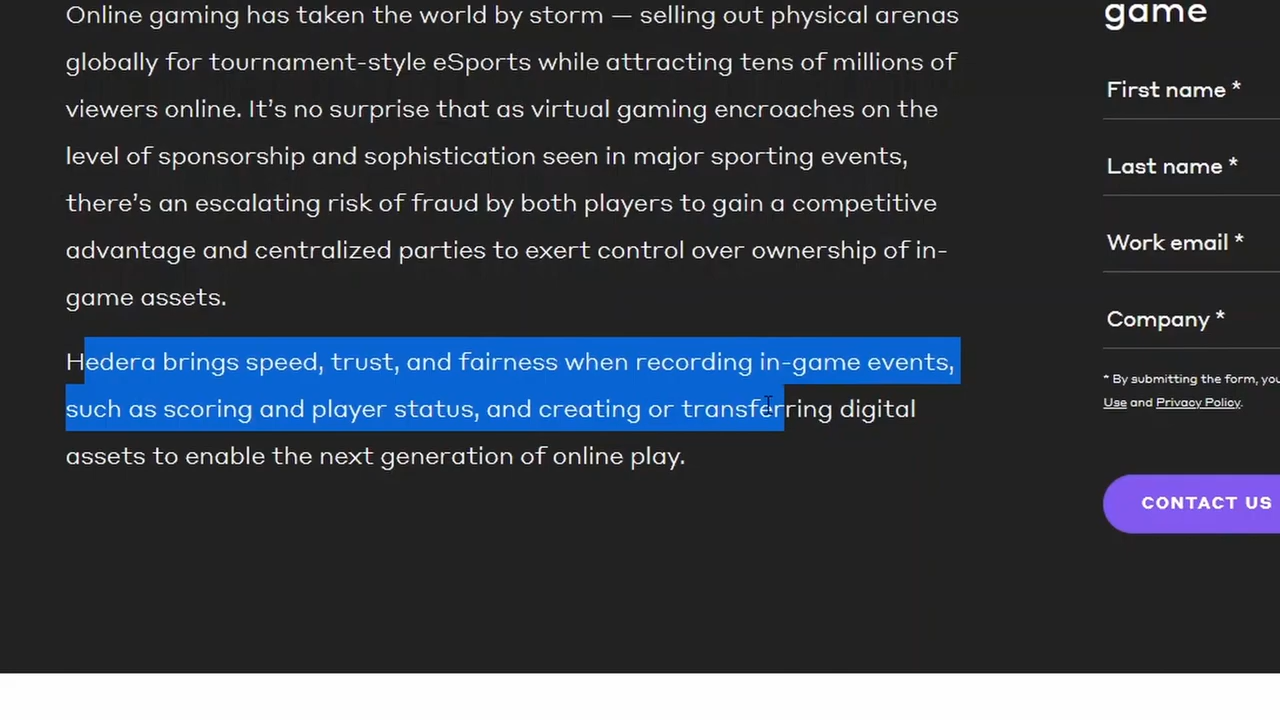 Online gaming has taken the world by storm — selling out physical arenas
globally for tournament-style eSports while attracting tens of millions of
viewers online. It’s no surprise that as virtual gaming encroaches on the
level of sponsorship and sophistication seen in major sporting events,
there’s an escalating risk of fraud by both players to gain a competitive
advantage and centralized parties to exert control over ownership of in-
game assets.
Hedera brings speed, trust, and fairness when recording in-game events,
such as scoring and player status, and creating or transferring digital
assets to enable the next generation of online play.
game
First name *
Last name *
Work email *
Company *
* By submitting the form, you
Use and Privacy Policy.
CONTACT US